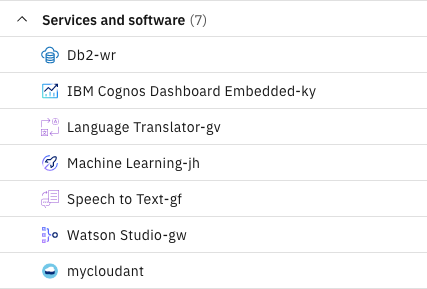 Services and software (7)
Db2-wr
IBM Cognos Dashboard Embedded-ky
Language Translator-gv
Machine Learning-jh
Speech to Text-gf
Watson Studio-gw
mycloudant